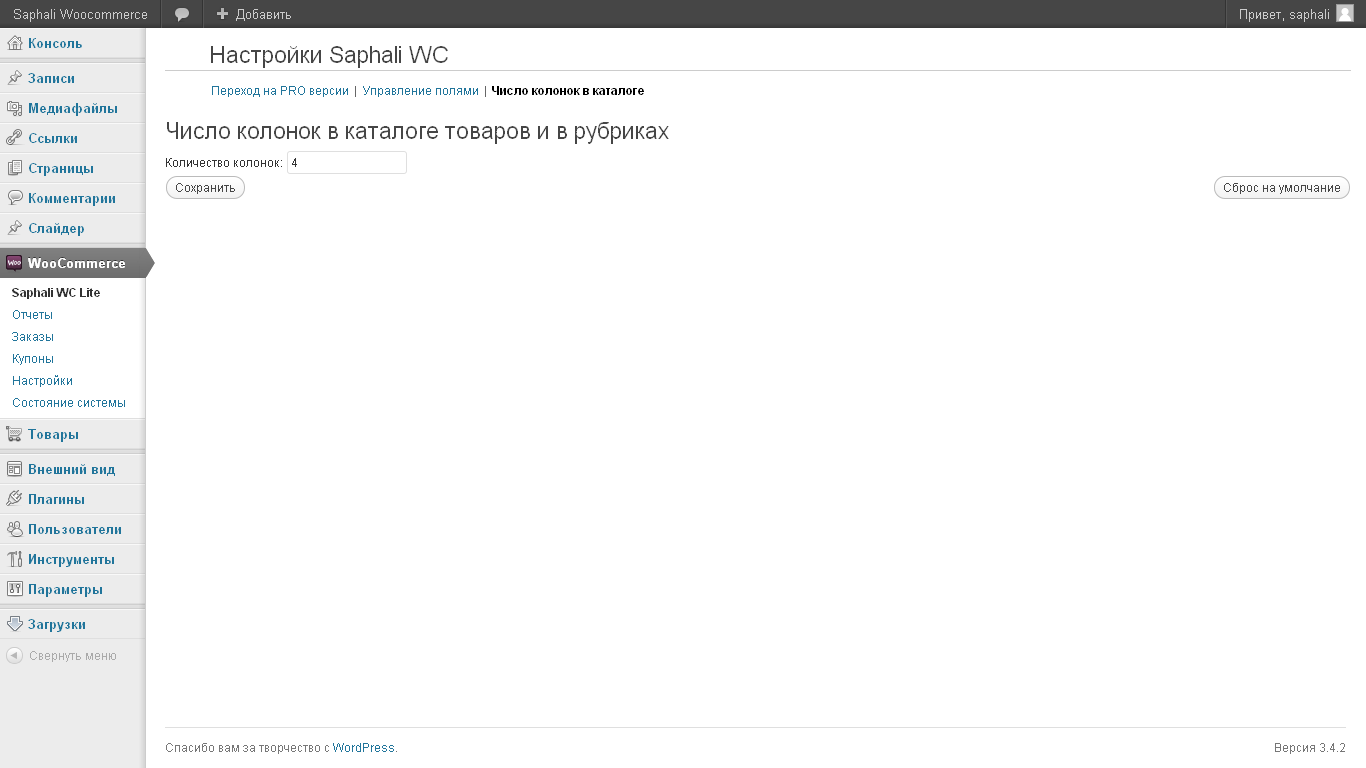 Saphali Woocommerce
Добавить
Привет, saphali
Консоль
Записи
Медиафайлы
Ссылки
Страницы
Комментарии
Слайдер
Woo WooCommerce
Saphali WC Lite
Отчеты
Заказы
Купоны
Настройки
Состояние системы
Товары
Внешний вид
Плагины
Пользователи
Инструменты
Параметры
Загрузки
Свернуть меню
Настройки Saphali WC
Переход на PRO версии | Управление полями | Число колонок в каталоге
Число колонок в каталоге товаров и в рубриках
Количество колонок: 4
Сохранить
Сброс на умолчание
Спасибо вам за творчество с WordPress.
Версия 3.4.2